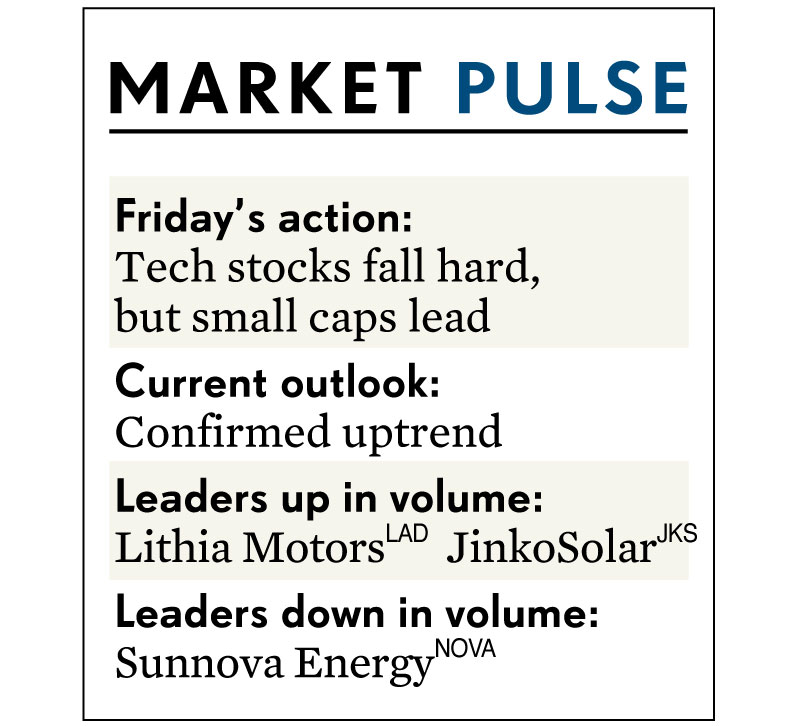 MARKET PULSE
Friday’s action:
Tech stocks fall hard,
but small caps lead
Current outlook:
Confirmed uptrend
Leaders up in volume:
Lithia Motors LAD JinkoSolar JKS
Leaders down in volume:
Sunnova Energy NOVA